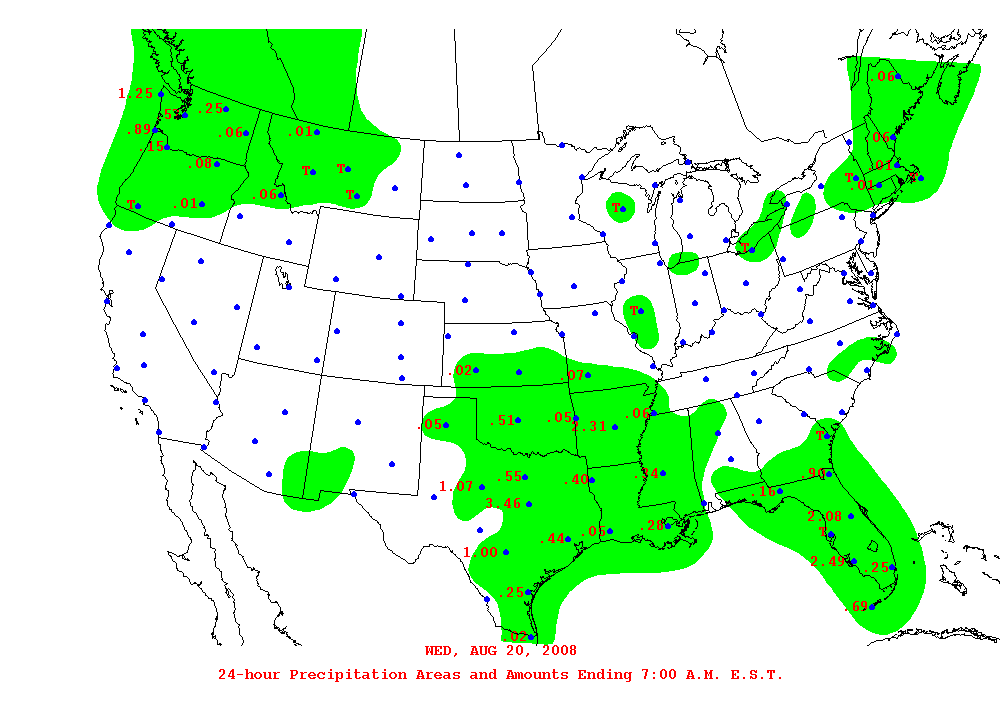 .06
1.25
.25
.89
.06
.01
.06
.15
.08
T
T
.01
T
.01
T
.06
T
.01
T
T
T
T
.02
.07
.05
.51
.05
.06
2.31
T
1.07
.55
.40
.34
.90
3.46
.16
2.08
.28
.05
T
.44
1.00
2.49
.25
.25
.69
.02
WED, AUG 20, 2008
24-hour Precipitation Areas and Amounts Ending 7:00 A.M. E.S.T.